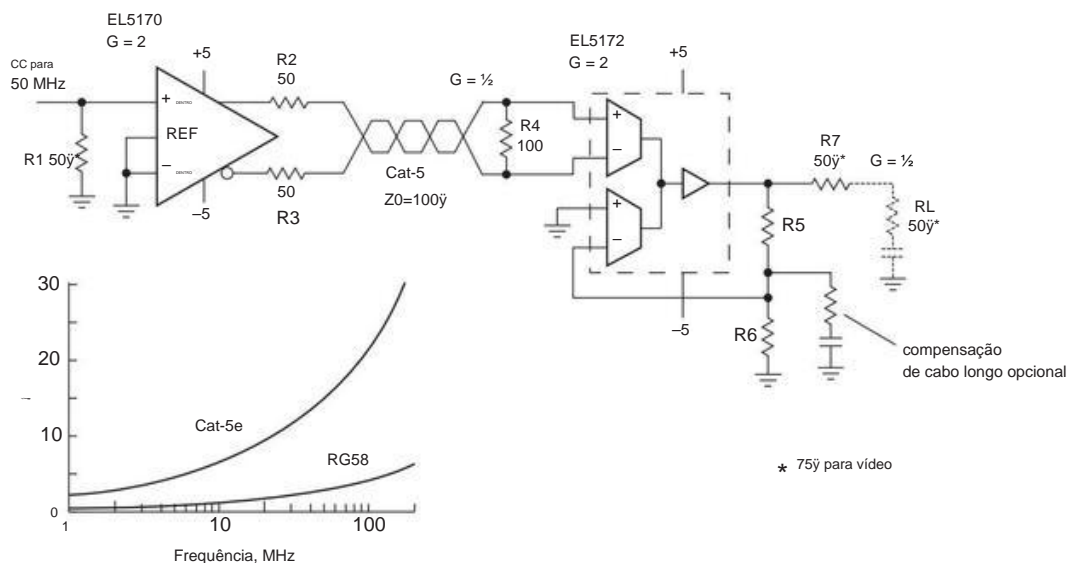 EL5170
G = 2
CC para
50 MHz
+5
R2
50
+
DENTRO
REF
–
DENTRO
R1 50ÿ*
–5
50
R3
Cat-5
Z0=100ÿ
G = ½
R4
100
EL5172
G = 2
+5
+
–
+
–
–5
R7
50ÿ*
G = ½
RL
50ÿ*
R5
R6
compensação
de cabo longo opcional
* 75ÿ para vídeo
30
20
10
0
Cat-5e
RG58
1
10
100
Frequência, MHz